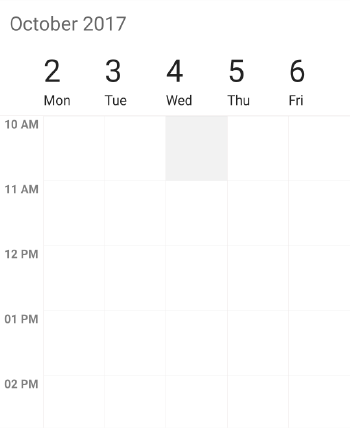 October 2017
2 3 4 5 6
Mon Tue Wed Thu Fri
10 AM
11 AM
12 PM
01 PM
02 PM